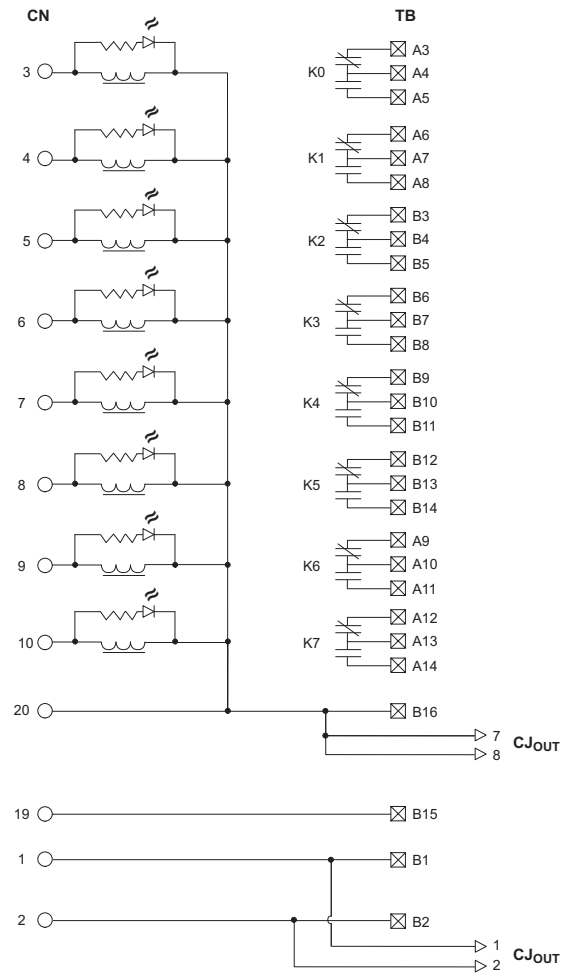 CN TB
A3
3 K0 A4
A5
A6
4 K1 A7
A8
B3
5 K2 B4
B5
B6
6 K3 B7
B8
B9
7 K4 B10
B11
B12
8 K5 B13
B14
A9
9 K6 A10
A11
A12
10 K7 A13
A14
20 B16
7 CJOUT
8
19 B15
1 B1
2 B2
1 CJOUT
2